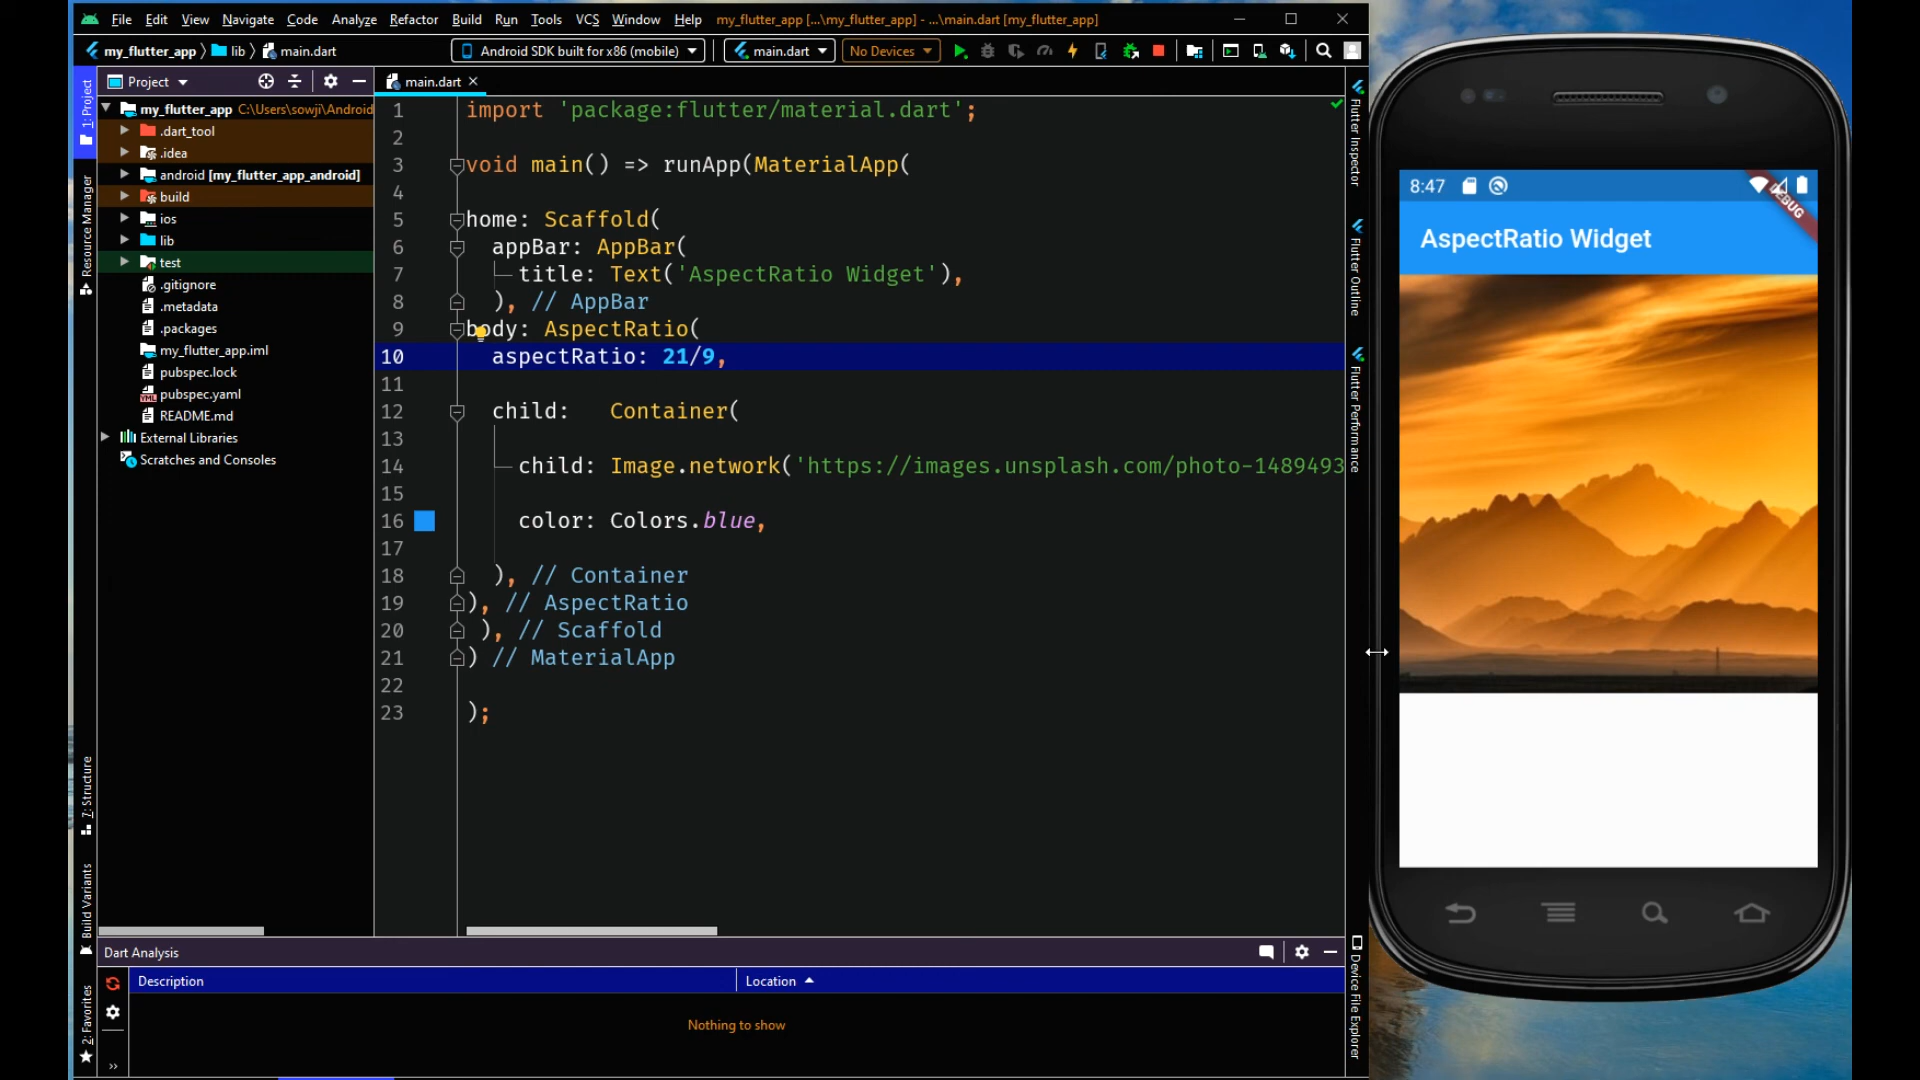 File Edit View Navigate Code Analyze Refactor Build Run Tools VCS Window Help my_flutter_app [...\my_flutter_app] - ...\main.dart [my_flutter_app]
my_flutter_app lib main.dart Android SDK built for x86 (mobile) main.dart No Devices
Project main.dart
1: Project
Resource Manager
7: Structure
Build Variants
2: Favorites
my_flutter_app C:\Users\sowji\Android
.dart_tool
.idea
android [my_flutter_app_android]
build
ios
lib
test
.gitignore
.metadata
.packages
my_flutter_app.iml
pubspec.lock
pubspec.yaml
README.md
External Libraries
Scratches and Consoles
1 import 'package:flutter/material.dart';
2
3 void main() => runApp(MaterialApp(
4
5 home: Scaffold(
6 appBar: AppBar(
7 title: Text('AspectRatio Widget'),
8 ), // AppBar
9 body: AspectRatio(
10 aspectRatio: 21/9,
11
12 child: Container(
13
14 child: Image.network('https://images.unsplash.com/photo-1489493
15
16 color: Colors.blue,
17
18 ), // Container
19 ), // AspectRatio
20 ), // Scaffold
21 ) // MaterialApp
22
23 );
Flutter Inspector
Flutter Outline
Flutter Performance
Device File Explorer
Dart Analysis
Description Location
Nothing to show
8:47
DEBUG
AspectRatio Widget